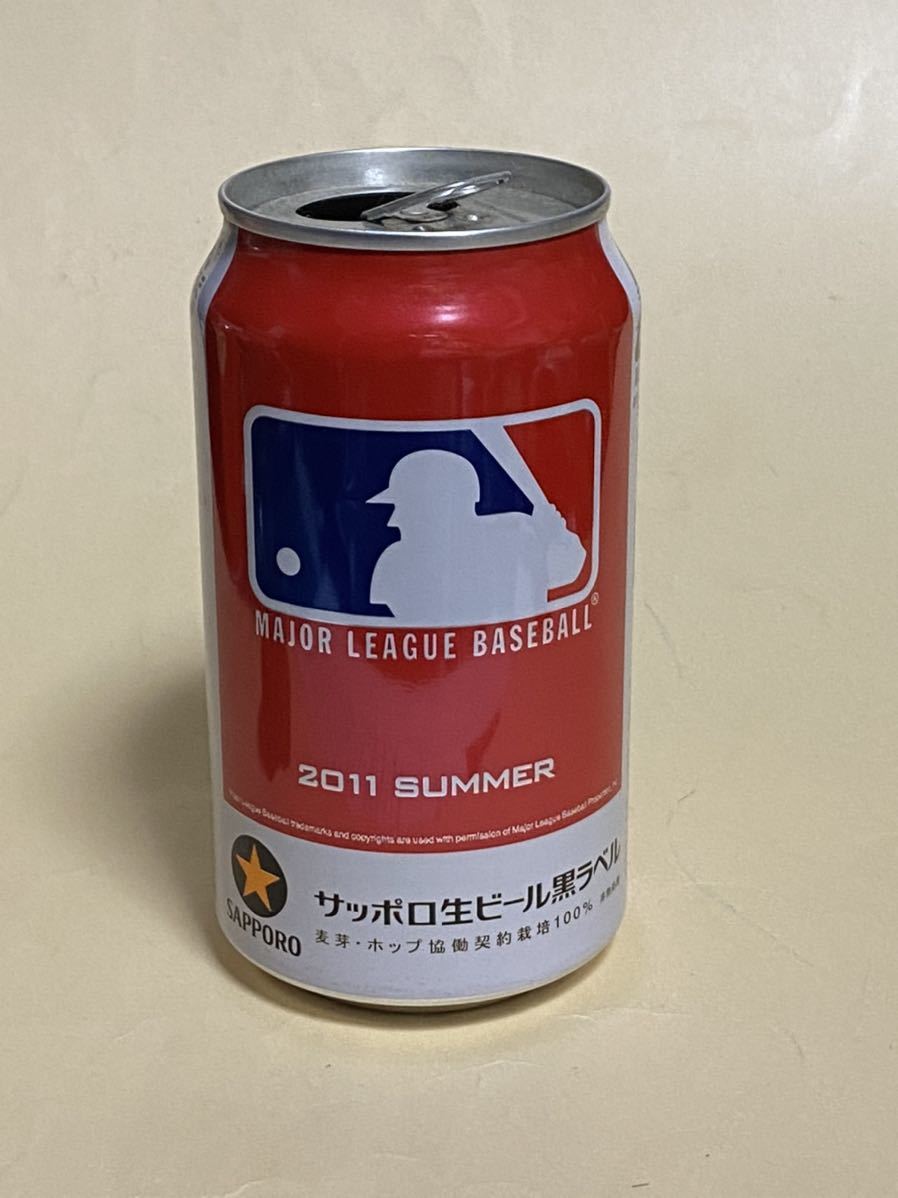 MAJOR LEAGUE BASEBALL®
2011 SUMMER
League Baseball trademarks and copyrights are used with permission of Major League Baseball Properties, Inc.
SAPPORO
サッポロ生ビール黒ラベル
麦芽・ホップ協働契約栽培100%